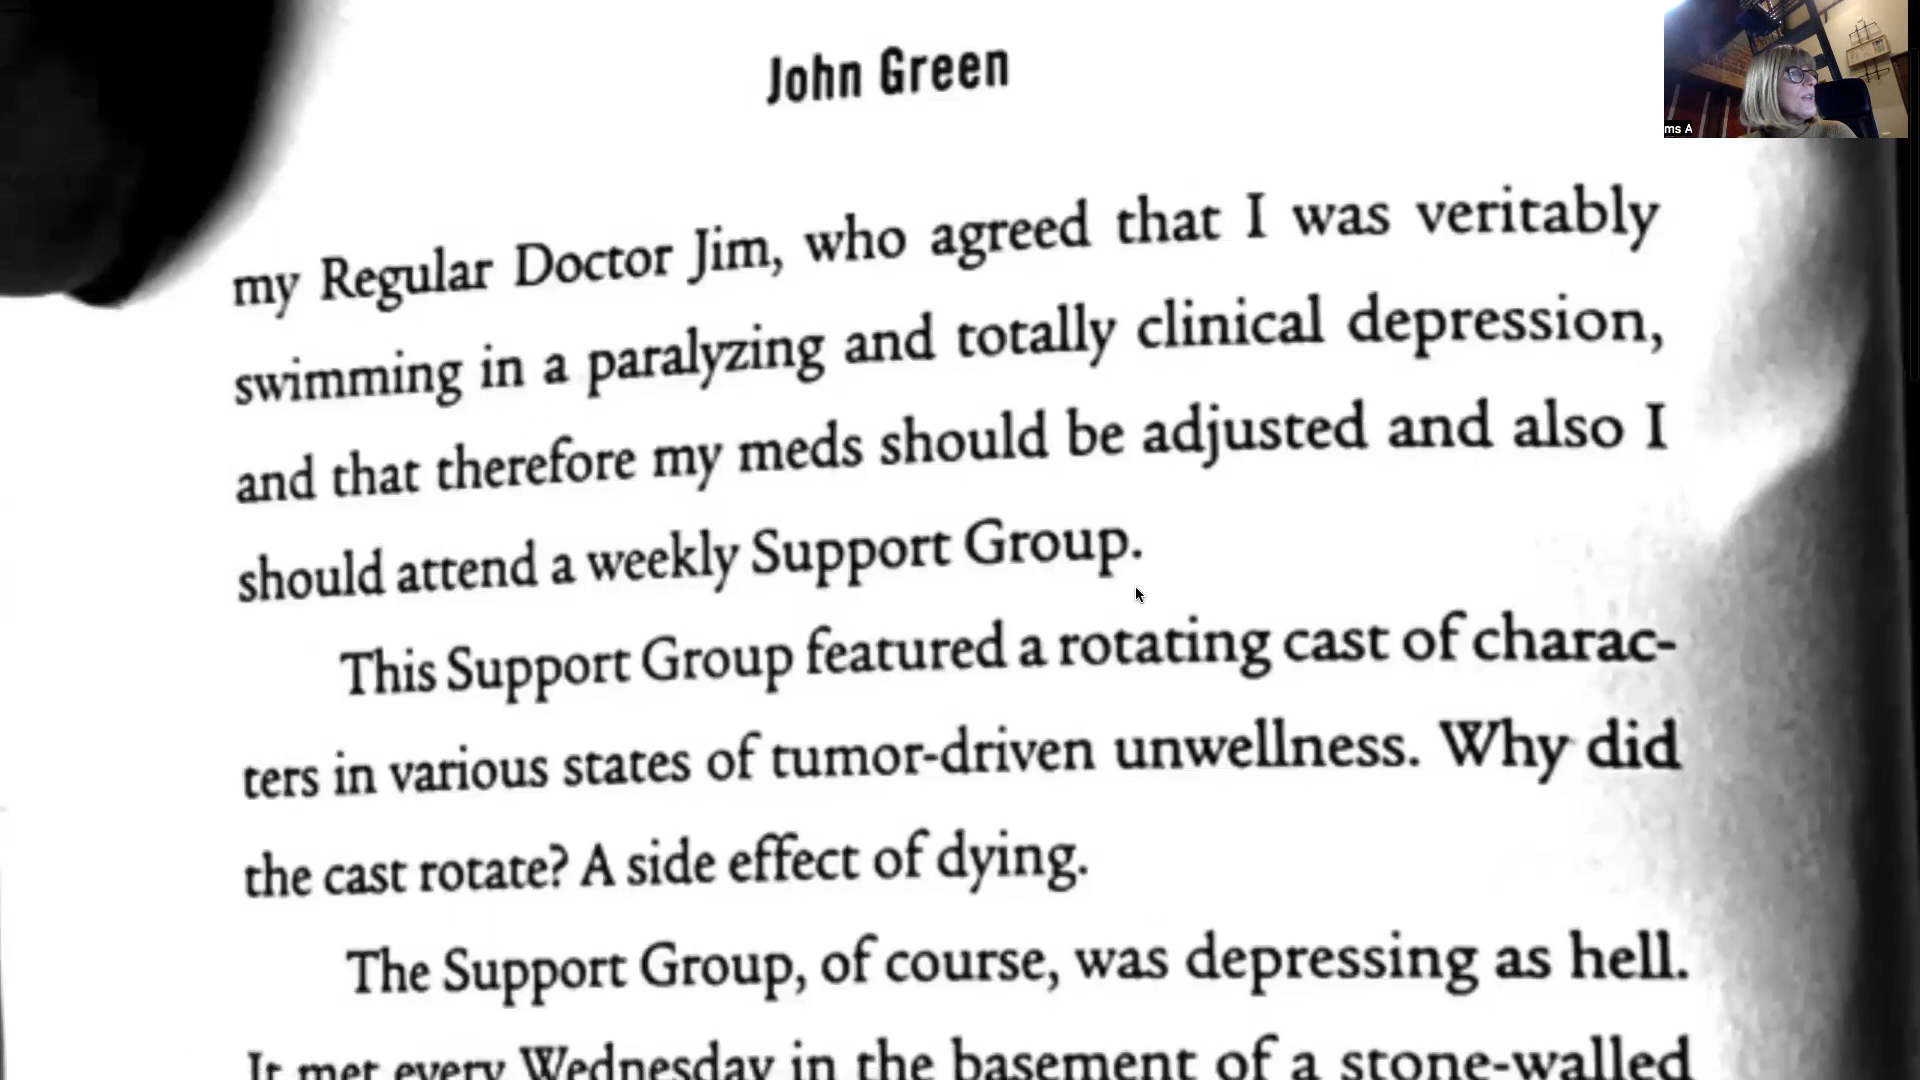 John Green
ms A
my Regular Doctor Jim, who agreed that I was veritably
swimming in a paralyzing and totally clinical depression,
and that therefore my meds should be adjusted and also I
should attend a weekly Support Group.
This Support Group featured a rotating cast of charac-
ters in various states of tumor-driven unwellness. Why did
the cast rotate? A side effect of dying.
The Support Group, of course, was depressing as hell.
It met every Wednesday in the basement of a stone-walled